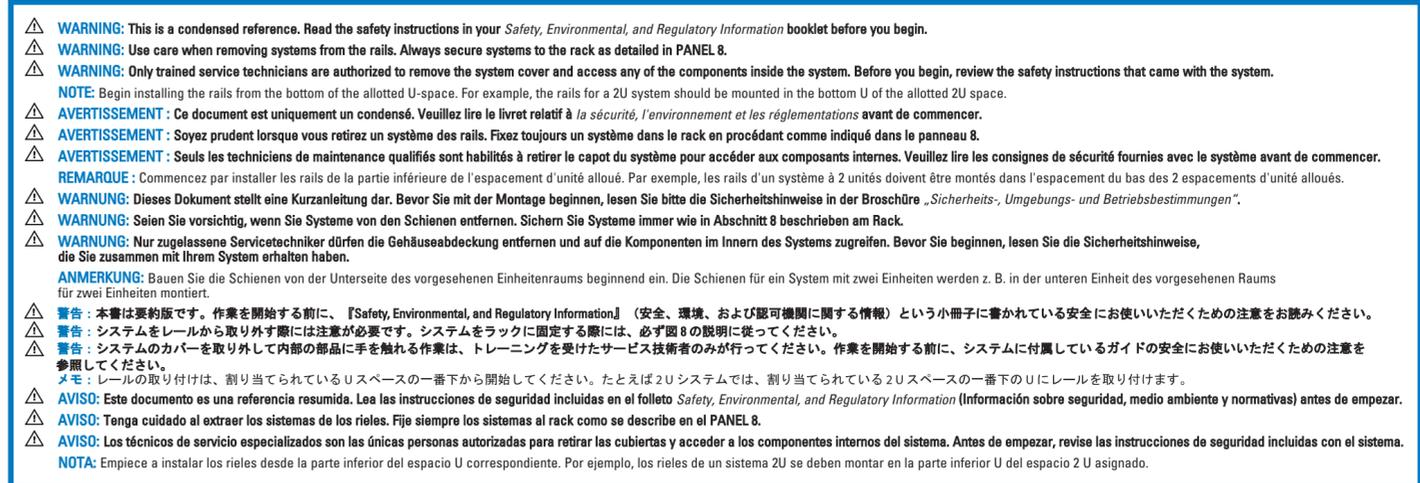 WARNING: This is a condensed reference. Read the safety instructions in your Safety, Environmental, and Regulatory Information booklet before you begin.
WARNING: Use care when removing systems from the rails. Always secure systems to the rack as detailed in PANEL 8.
WARNING: Only trained service technicians are authorized to remove the system cover and access any of the components inside the system. Before you begin, review the safety instructions that came with the system.
NOTE: Begin installing the rails from the bottom of the allotted U-space. For example, the rails for a 2U system should be mounted in the bottom U of the allotted 2U space.
AVERTISSEMENT : Ce document est uniquement un condensé. Veuillez lire le livret relatif à la sécurité, l'environnement et les réglementations avant de commencer.
AVERTISSEMENT : Soyez prudent lorsque vous retirez un système des rails. Fixez toujours un système dans le rack en procédant comme indiqué dans le panneau 8.
AVERTISSEMENT : Seuls les techniciens de maintenance qualifiés sont habilités à retirer le capot du système pour accéder aux composants internes. Veuillez lire les consignes de sécurité fournies avec le système avant de commencer.
REMARQUE : Commencez par installer les rails de la partie inférieure de l'espacement d'unité alloué. Par exemple, les rails d'un système à 2 unités doivent être montés dans l'espacement du bas des 2 espacements d'unité alloués.
WARNUNG: Dieses Dokument stellt eine Kurzanleitung dar. Bevor Sie mit der Montage beginnen, lesen Sie bitte die Sicherheitshinweise in der Broschüre „Sicherheits-, Umgebungs- und Betriebsbestimmungen“.
WARNUNG: Seien Sie vorsichtig, wenn Sie Systeme von den Schienen entfernen. Sichern Sie Systeme immer wie in Abschnitt 8 beschrieben am Rack.
WARNUNG: Nur zugelassene Servicetechniker dürfen die Gehäuseabdeckung entfernen und auf die Komponenten im Innern des Systems zugreifen. Bevor Sie beginnen, lesen Sie die Sicherheitshinweise,
die Sie zusammen mit Ihrem System erhalten haben.
ANMERKUNG: Bauen Sie die Schienen von der Unterseite des vorgesehenen Einheitenraums beginnend ein. Die Schienen für ein System mit zwei Einheiten werden z. B. in der unteren Einheit des vorgesehenen Raums
für zwei Einheiten montiert.
警告：本書は要約版です。作業を開始する前に、『Safety, Environmental, and Regulatory Information』（安全、環境、および認可機関に関する情報）という小冊子に書かれている安全にお使いいただくための注意をお読みください。
警告：システムをレールから取り外す際には注意が必要です。システムをラックに固定する際には、必ず図8の説明に従ってください。
警告：システムのカバーを取り外して内部の部品に手を触れる作業は、トレーニングを受けたサービス技術者のみが行ってください。作業を開始する前に、システムに付属しているガイドの安全にお使いいただくための注意を
参照してください。
メモ：レールの取り付けは、割り当てられているUスペースの一番下から開始してください。たとえば2Uシステムでは、割り当てられている2Uスペースの一番下のUにレールを取り付けます。
AVISO: Este documento es una referencia resumida. Lea las instrucciones de seguridad incluidas en el folleto Safety, Environmental, and Regulatory Information (Información sobre seguridad, medio ambiente y normativas) antes de empezar.
AVISO: Tenga cuidado al extraer los sistemas de los rieles. Fije siempre los sistemas al rack como se describe en el PANEL 8.
AVISO: Los técnicos de servicio especializados son las únicas personas autorizadas para retirar las cubiertas y acceder a los componentes internos del sistema. Antes de empezar, revise las instrucciones de seguridad incluidas con el sistema.
NOTA: Empiece a instalar los rieles desde la parte inferior del espacio U correspondiente. Por ejemplo, los rieles de un sistema 2U se deben montar en la parte inferior U del espacio 2 U asignado.